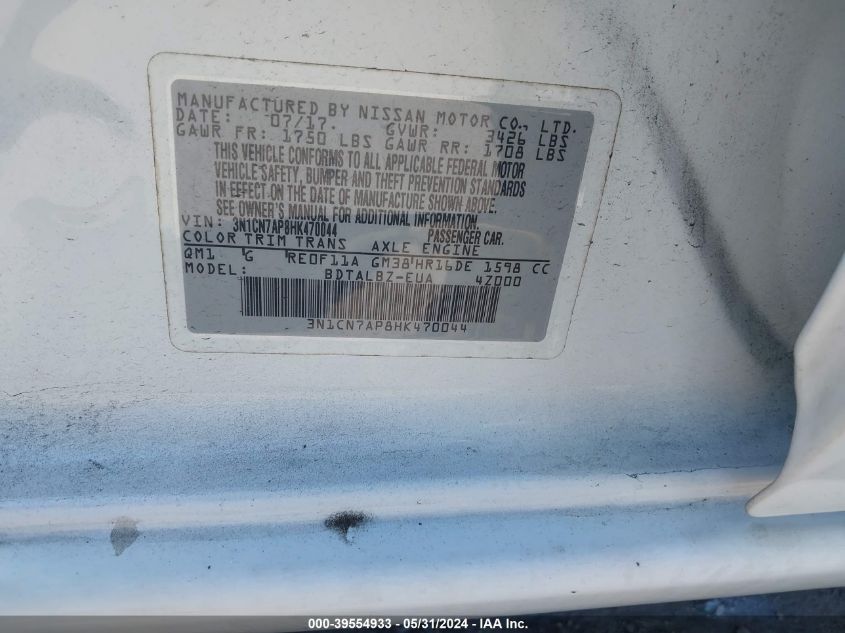 MANUFACTURED BY NISSAN MOTOR CO., LTD.
DATE: 07/17. GVWR: 3426 LBS
GAWR FR: 1750 LBS GAWR RR: 1708 LBS
THIS VEHICLE CONFORMS TO ALL APPLICABLE FEDERAL MOTOR
VEHICLE SAFETY, BUMPER AND THEFT PREVENTION STANDARDS
IN EFFECT ON THE DATE OF MANUFACTURE SHOWN ABOVE.
SEE OWNER'S MANUAL FOR ADDITIONAL INFORMATION.
VIN: 3N1CN7AP8HK470044 PASSENGER CAR.
COLOR TRIM TRANS AXLE ENGINE
QM1 G RE0F11A GM38 HR16DE 1598 CC
MODEL: BDTALBZ-EUA 4Z000
3N1CN7AP8HK470044
000-39554933 - 05/31/2024 - IAA Inc.